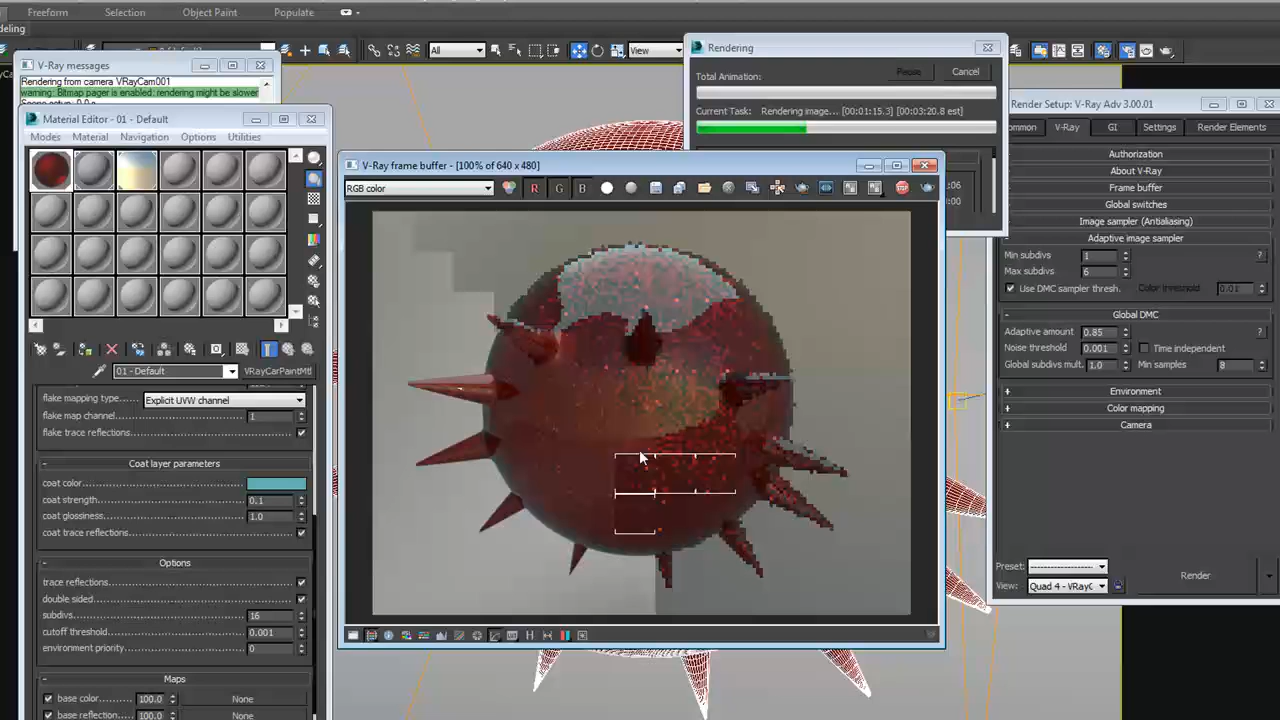 Freeform
Selection
Object Paint
Populate
deling
All
View
V-Ray messages
Rendering from camera VRayCam001
warning: Bitmap pager is enabled: rendering might be slower
Material Editor - 01 - Default
Modes Material Navigation Options Utilities
01 - Default VRayCarPaintMtl
flake mapping type...... Explicit UVW channel
flake map channel 1
flake trace reflections
Coat layer parameters
coat color
coat strength 0.1
coat glossiness 1.0
coat trace reflections
Options
trace reflections
double sided
subdivs 16
cutoff threshold 0.001
environment priority 0
Maps
base color 100.0 None
base reflection 100.0 None
V-Ray frame buffer - [100% of 640 x 480]
RGB color
R G B
Rendering
Total Animation:
Pause Cancel
Current Task: Rendering image... [00:01:15.3] [00:03:20.8 est]
:06
:00
Render Setup: V-Ray Adv 3.00.01
ommon V-Ray GI Settings Render Elements
Authorization
About V-Ray
Frame buffer
Global switches
Image sampler (Antialiasing)
Adaptive image sampler
Min subdivs 1 ?
Max subdivs 6
Use DMC sampler thresh. Color threshold 0.01
Global DMC
Adaptive amount 0.85 ?
Noise threshold 0.001 Time independent
Global subdivs mult. 1.0 Min samples 8
Environment
Color mapping
Camera
Preset: --------------------
View: Quad 4 - VRayC
Render